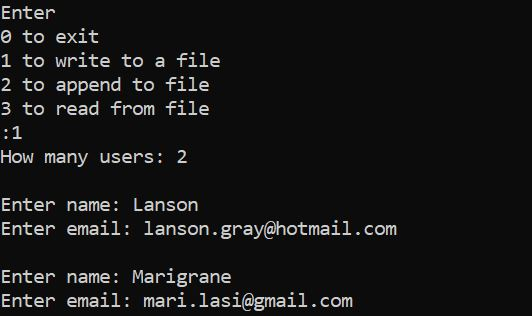 Enter
0 to exit
1 to write to a file
2 to append to file
3 to read from file
:1
How many users: 2
Enter name: Lanson
Enter email: lanson.gray@hotmail.com
Enter name: Marigrane
Enter email: mari.lasi@gmail.com